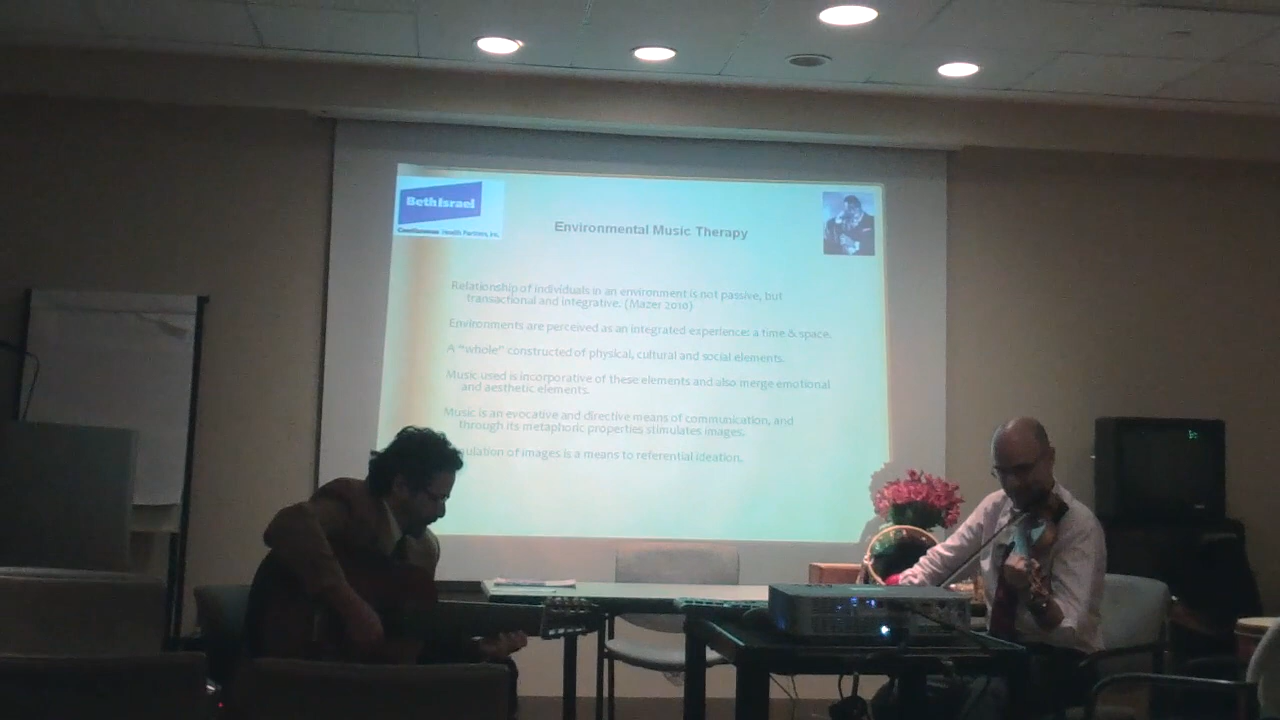 BethIsrael
Continuum Health Partners, Inc.
Environmental Music Therapy
Relationship of individuals in an environment is not passive, but
transactional and integrative. (Mazer 2010)
Environments are perceived as an integrated experience: a time & space.
A "whole" constructed of physical, cultural and social elements.
Music used is incorporative of these elements and also merge emotional
and aesthetic elements.
Music is an evocative and directive means of communication, and
through its metaphoric properties stimulates images.
ulation of images is a means to referential ideation.